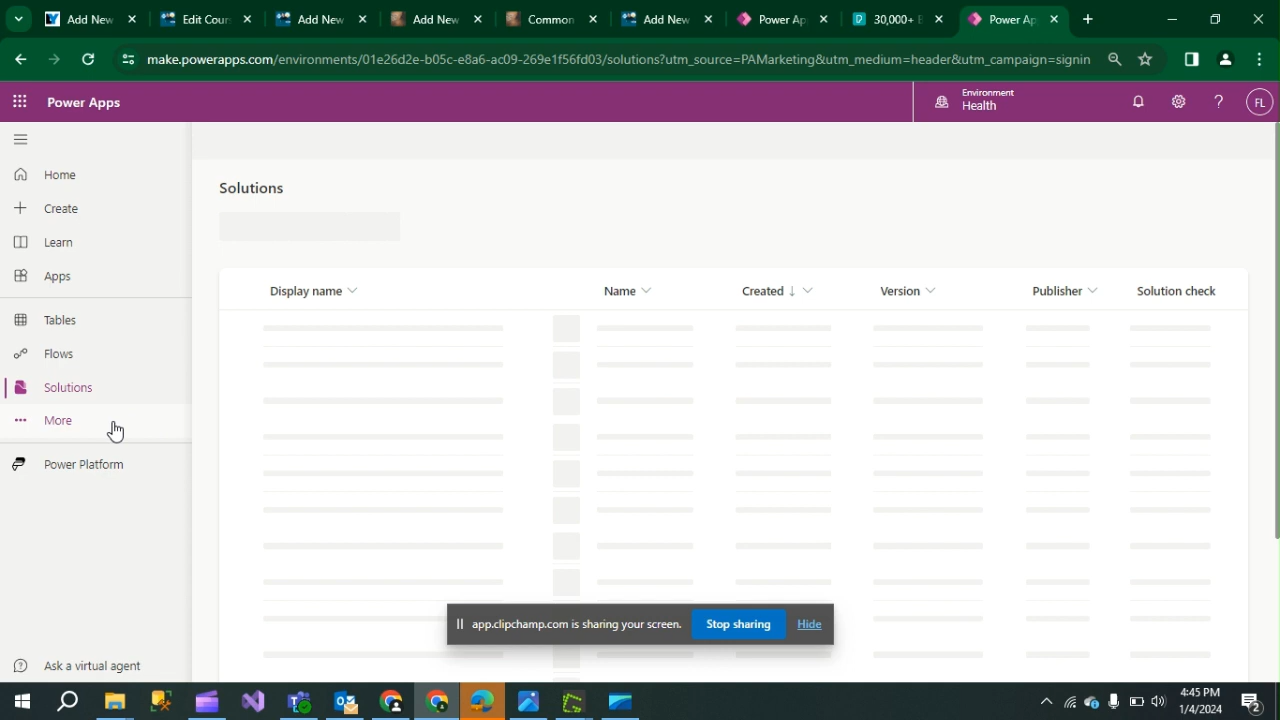 Add New
Edit Cour
Add New
Add New
Common
Add New
Power Ap
30,000+ E
Power Ap
make.powerapps.com/environments/01e26d2e-b05c-e8a6-ac09-269e1f56fd03/solutions?utm_source=PAMarketing&utm_medium=header&utm_campaign=signin
Power Apps
Environment
Health
?
FL
Home
Create
Learn
Apps
Tables
Flows
Solutions
More
Power Platform
Ask a virtual agent
Solutions
Display name
Name
Created ↓
Version
Publisher
Solution check
app.clipchamp.com is sharing your screen.
Stop sharing
Hide
4:45 PM
1/4/2024
2